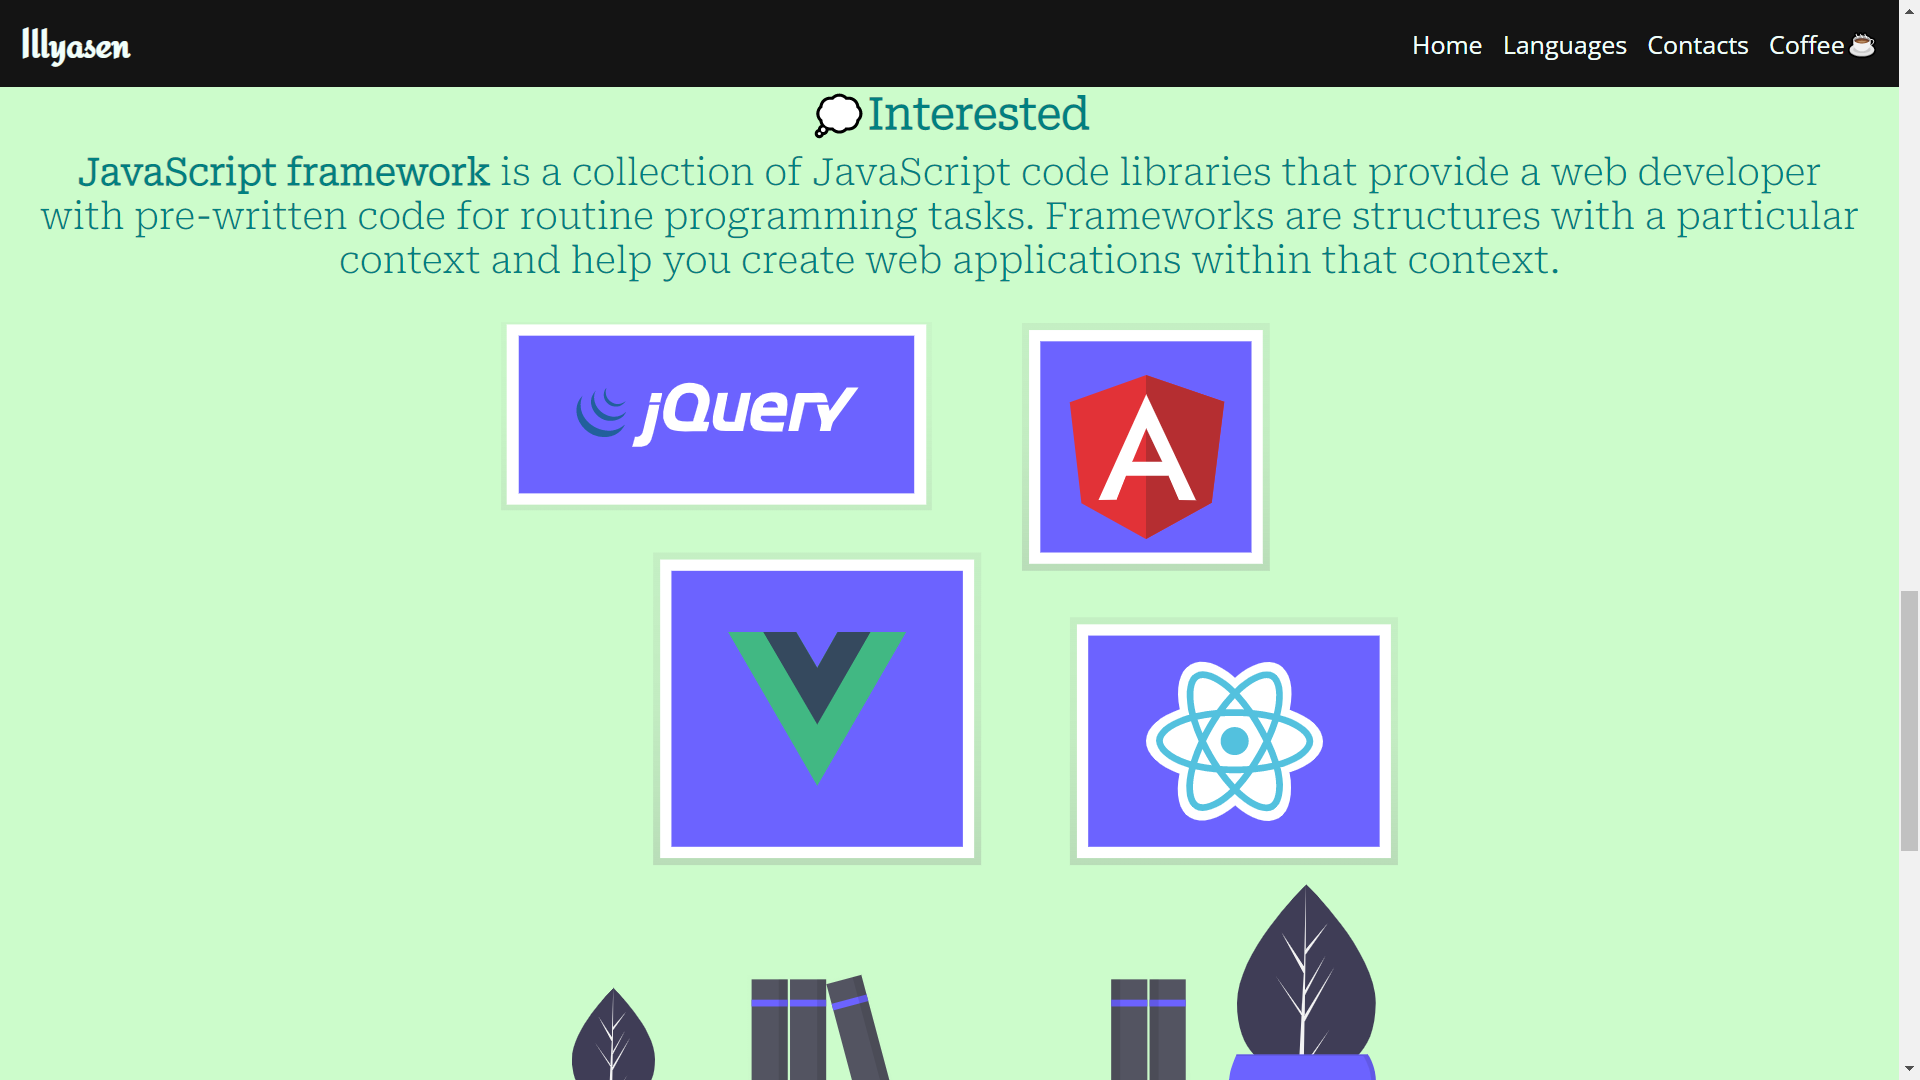 Illyasen
Home Languages Contacts Coffee☕
💭Interested
JavaScript framework is a collection of JavaScript code libraries that provide a web developer
with pre-written code for routine programming tasks. Frameworks are structures with a particular
context and help you create web applications within that context.
jQuery
A